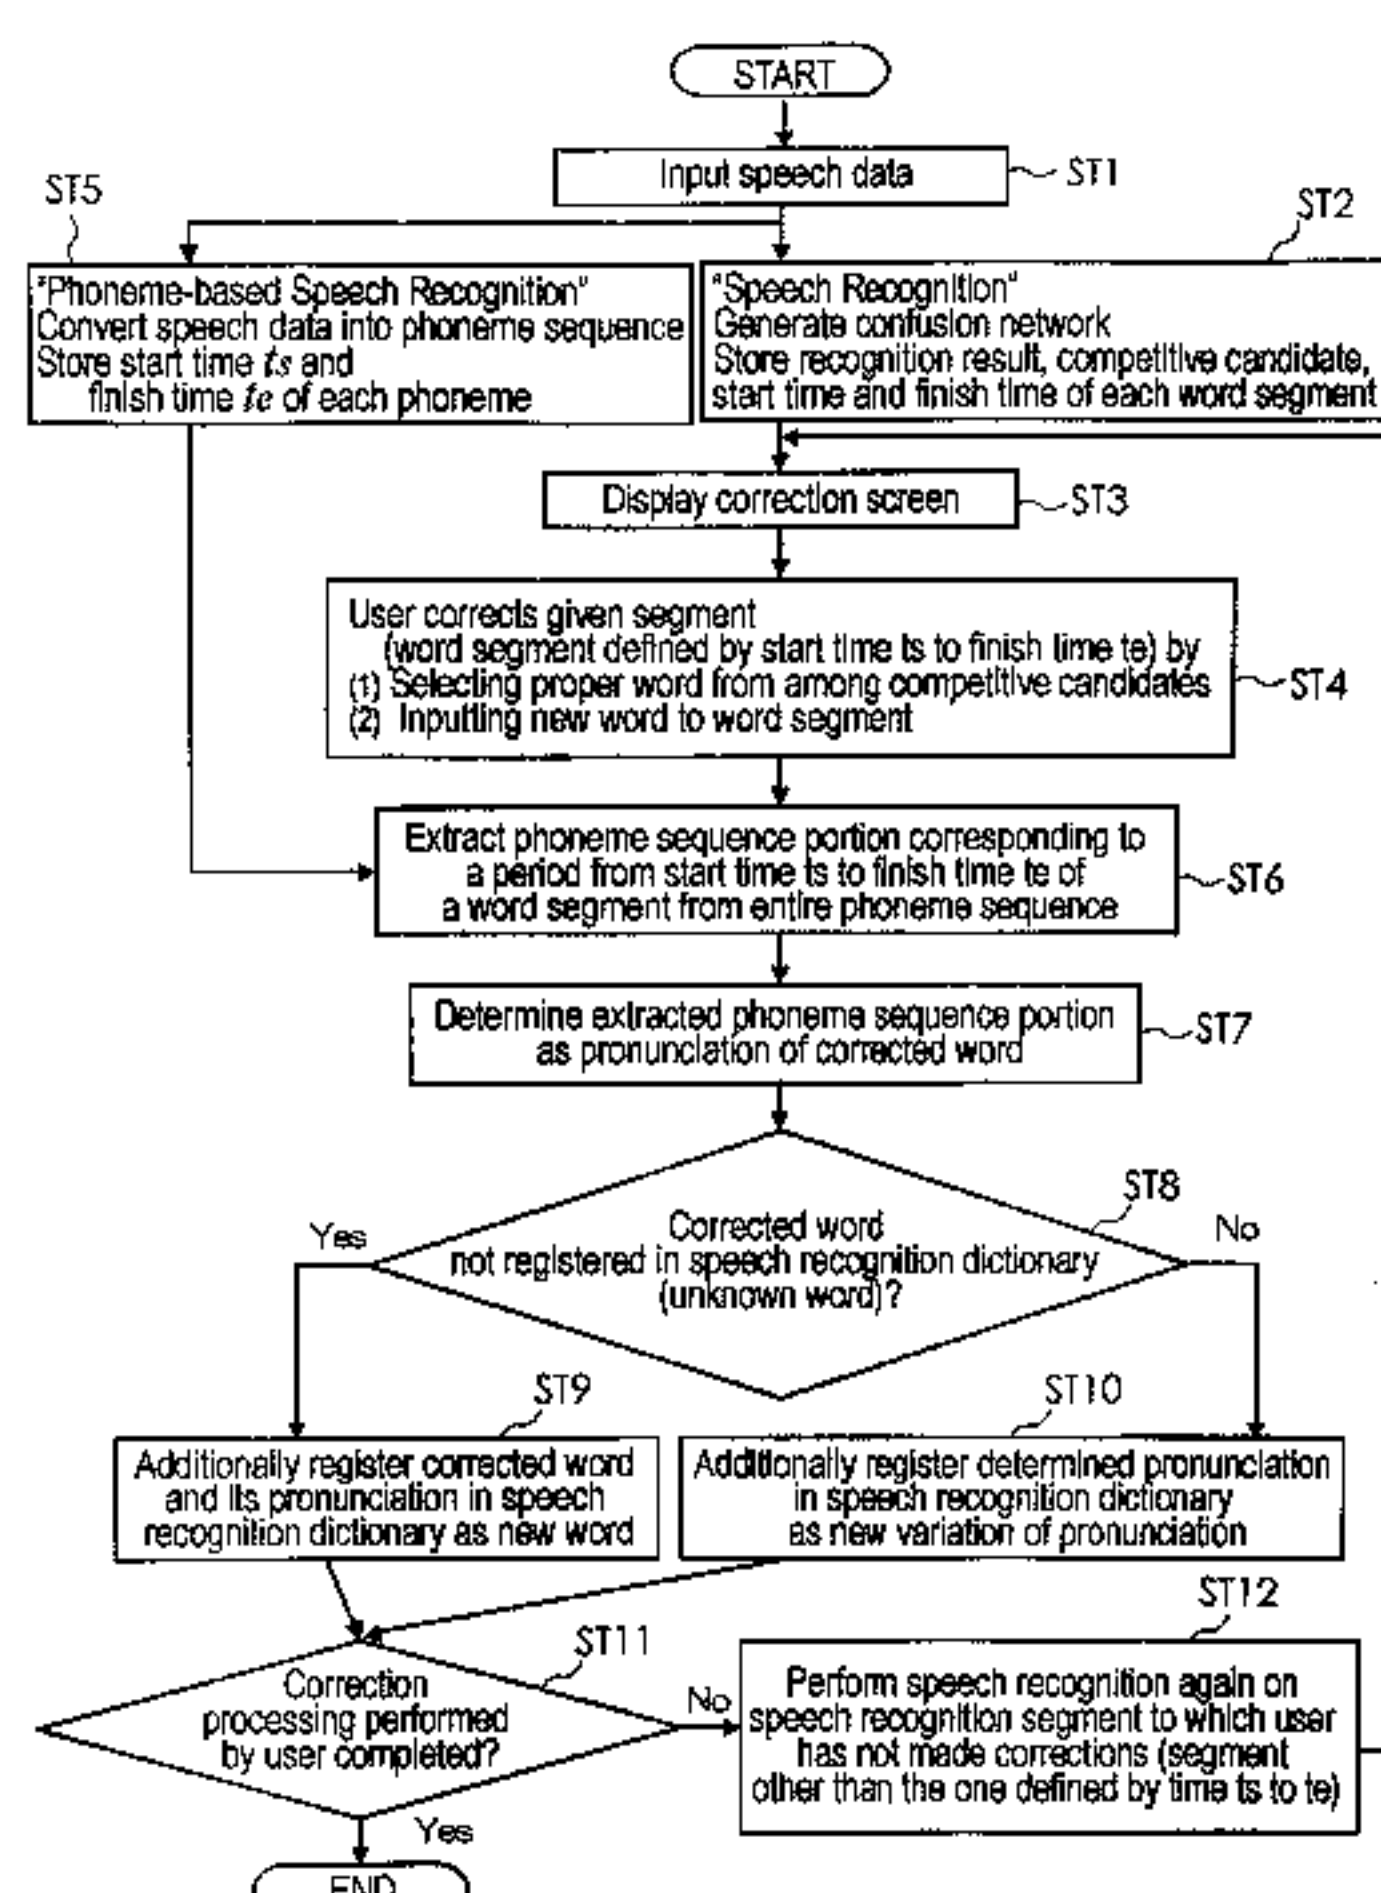 START
Input speech data
ST1
ST5
ST2
"Phoneme-based Speech Recognition"
Convert speech data into phoneme sequence
Store start time ts and
finish time te of each phoneme
"Speech Recognition"
Generate confusion network
Store recognition result, competitive candidate,
start time and finish time of each word segment
Display correction screen
ST3
User corrects given segment
(word segment defined by start time ts to finish time te) by
(1) Selecting proper word from among competitive candidates
(2) Inputting new word to word segment
ST4
Extract phoneme sequence portion corresponding to
a period from start time ts to finish time te of
a word segment from entire phoneme sequence
ST6
Determine extracted phoneme sequence portion
as pronunciation of corrected word
ST7
ST8
Yes
No
Corrected word
not registered in speech recognition dictionary
(unknown word)?
ST9
ST10
Additionally register corrected word
and its pronunciation in speech
recognition dictionary as new word
Additionally register determined pronunciation
in speech recognition dictionary
as new variation of pronunciation
ST11
ST12
Correction
processing performed
by user completed?
No
Perform speech recognition again on
speech recognition segment to which user
has not made corrections (segment
other than the one defined by time ts to te)
Yes
END